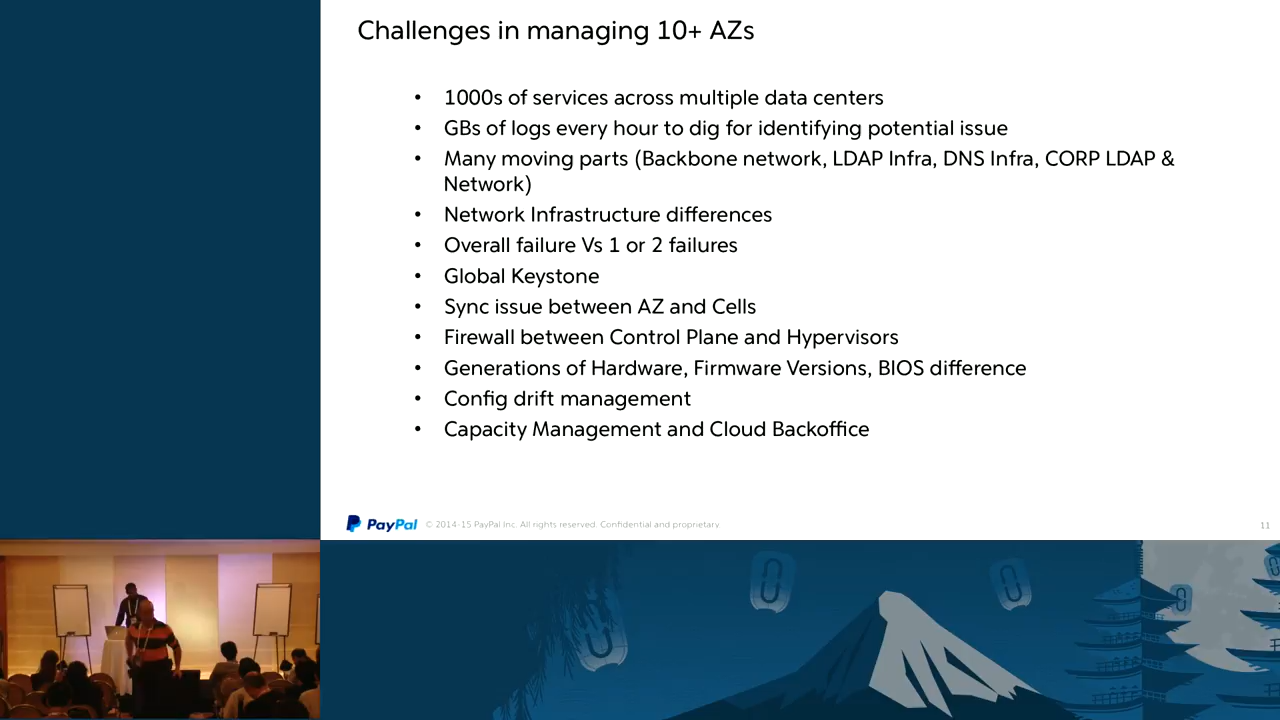 Challenges in managing 10+ AZs
• 1000s of services across multiple data centers
• GBs of logs every hour to dig for identifying potential issue
• Many moving parts (Backbone network, LDAP Infra, DNS Infra, CORP LDAP &
Network)
• Network Infrastructure differences
• Overall failure Vs 1 or 2 failures
• Global Keystone
• Sync issue between AZ and Cells
• Firewall between Control Plane and Hypervisors
• Generations of Hardware, Firmware Versions, BIOS difference
• Config drift management
• Capacity Management and Cloud Backoffice
PayPal © 2014-15 PayPal Inc. All rights reserved. Confidential and proprietary. 11